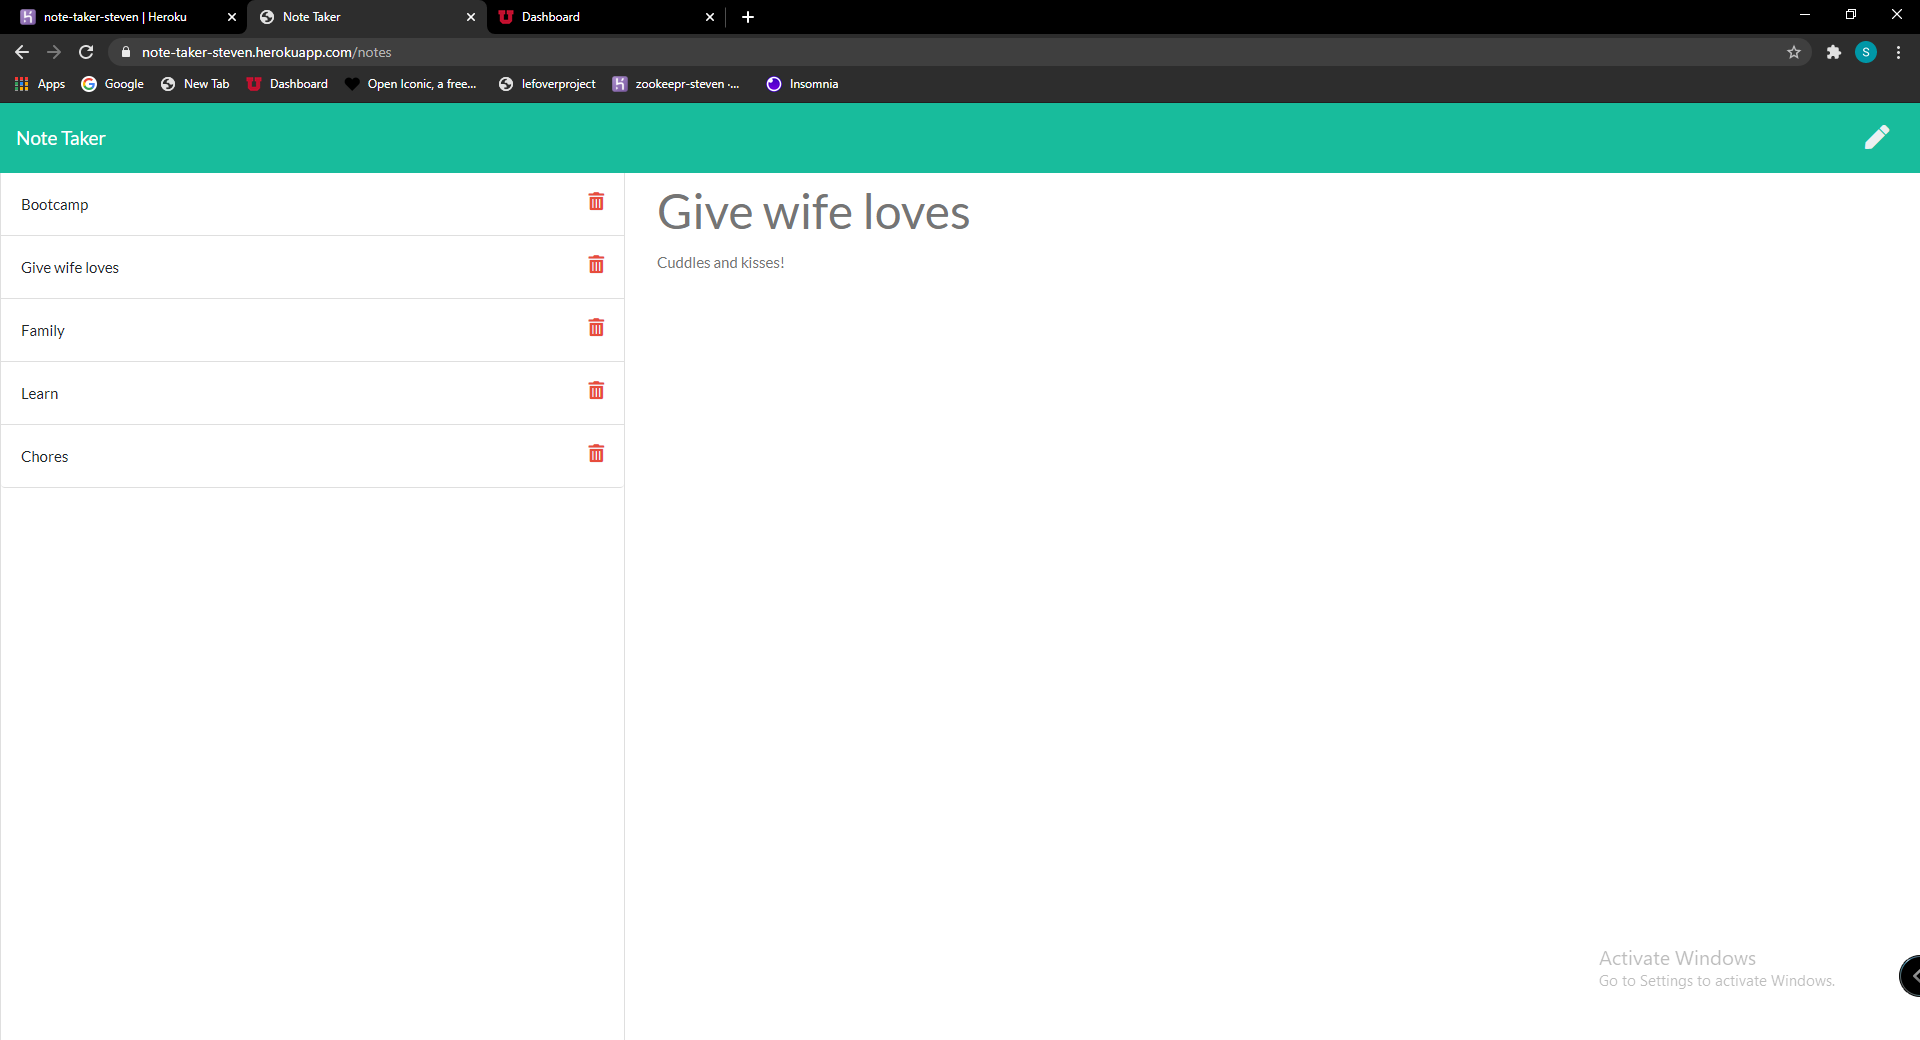 note-taker-steven | Heroku
Note Taker
Dashboard
note-taker-steven.herokuapp.com/notes
S
Apps
Google
New Tab
Dashboard
Open Iconic, a free...
lefoverproject
zookeepr-steven ·...
Insomnia
Note Taker
Bootcamp
Give wife loves
Family
Learn
Chores
Give wife loves
Cuddles and kisses!
Activate Windows
Go to Settings to activate Windows.